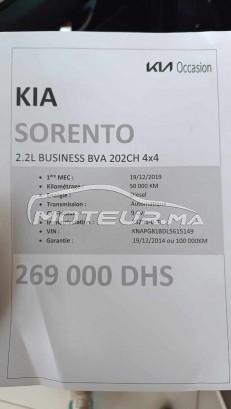 KIA Occasion
KIA
SORENTO
2.2L BUSINESS BVA 202CH 4x4
1ère MEC : 19/12/2019
Kilométrage : 50 000 KM
Diesel
Transmission : Automatique
MOTEUR.MA
VIN : KNAPG81BDL5615149
Garantie : 19/12/2014 ou 100 000KM
269 000 DHS